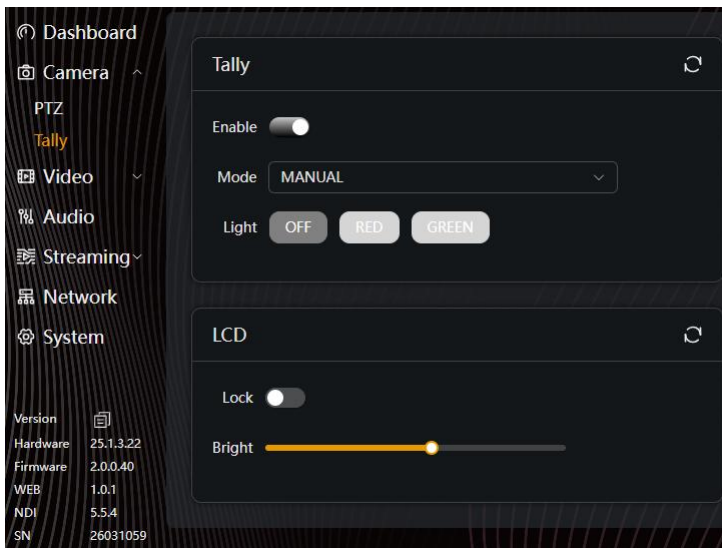 Dashboard
Camera
PTZ
Tally
Video
Audio
Streaming
Network
System
Version
Hardware 25.1.3.22
Firmware 2.0.0.40
WEB 1.0.1
NDI 5.5.4
SN 26031059
Tally
Enable
Mode MANUAL
Light OFF RED GREEN
LCD
Lock
Bright